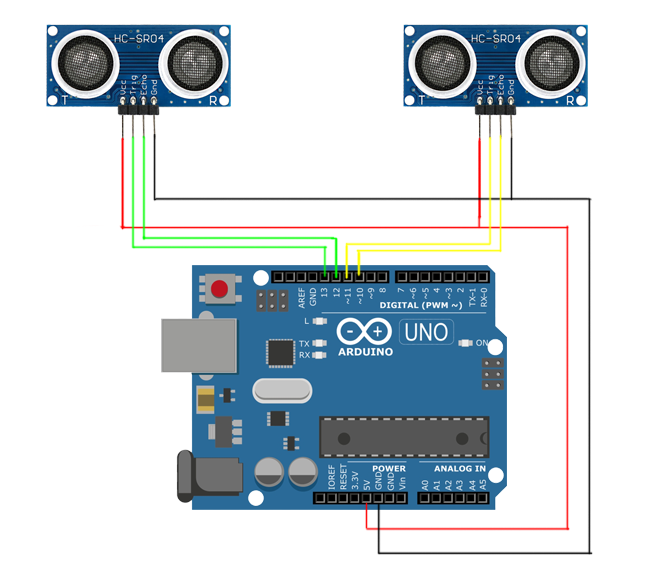 HC-SR04
Vcc
Trig
Echo
Gnd
T
R
HC-SR04
Vcc
Trig
Echo
Gnd
T
R
AREF
GND
13
12
~11
~10
~9
8
7
~6
~5
4
~3
2
TX-1
RX-0
DIGITAL (PWM ~)
L
TX
RX
ARDUINO
UNO
ON
POWER
ANALOG IN
IOREF
RESET
3.3V
5V
GND
GND
Vin
A0
A1
A2
A3
A4
A5